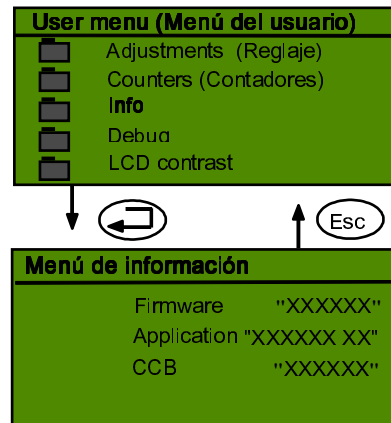 User menu (Menú del usuario)
Adjustments (Reglaje)
Counters (Contadores)
Info
Debug
LCD contrast
Esc
Menú de información
Firmware "XXXXXX"
Application "XXXXXX XX"
CCB "XXXXXX"